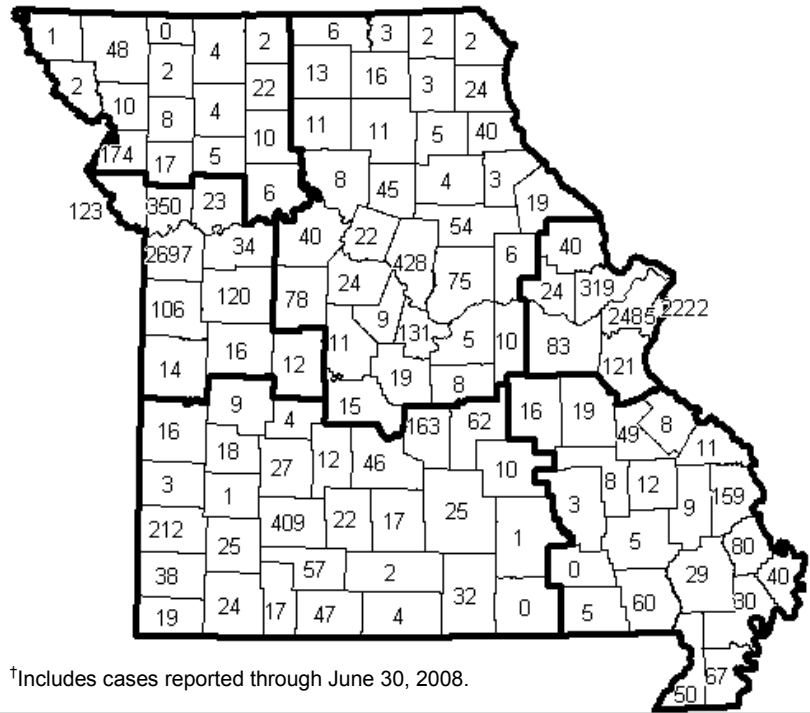 1 48 0 4 2 6 3 2 2
2 10 2 22 13 16 3 24
8 4 10 11 11 5 40
174 17 5 8 45 4 3 19
123 350 23 6 40 22 54
2697 34 428 6 40
106 120 78 24 75 24 319 2485 2222
9 131 5 10 83 121
14 16 12 11 19 8
16 9 4 15 163 62 16 19 49 8 11
18 27 12 46 10 8 12 159
3 1 25 3 9
212 25 409 22 17 1 5 80
38 57 2 0 29 40
19 24 17 47 4 32 0 5 60 30
50 67
†Includes cases reported through June 30, 2008.